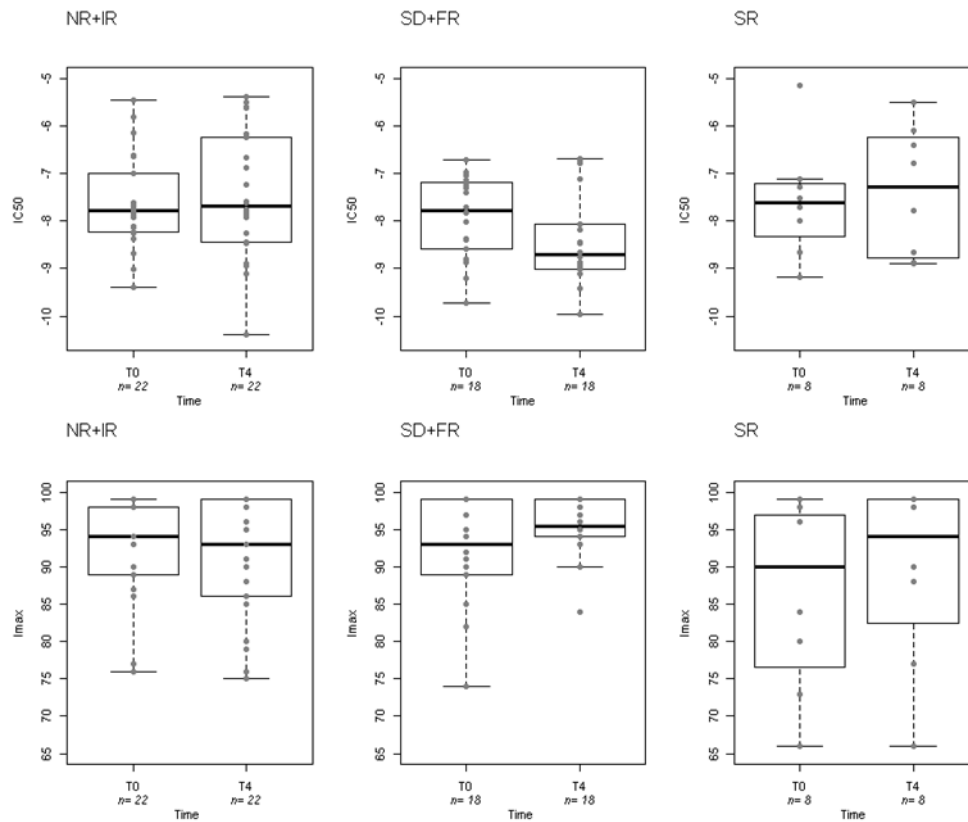 NR+IR
SD+FR
SR
IC50
-5
-6
-7
-8
-9
-10
T0
T4
n= 22
n= 22
Time
IC50
-5
-6
-7
-8
-9
-10
T0
T4
n= 18
n= 18
Time
IC50
-5
-6
-7
-8
-9
-10
T0
T4
n= 8
n= 8
Time
NR+IR
SD+FR
SR
Imax
100
95
90
85
80
75
70
65
T0
T4
n= 22
n= 22
Time
Imax
100
95
90
85
80
75
70
65
T0
T4
n= 18
n= 18
Time
Imax
100
95
90
85
80
75
70
65
T0
T4
n= 8
n= 8
Time